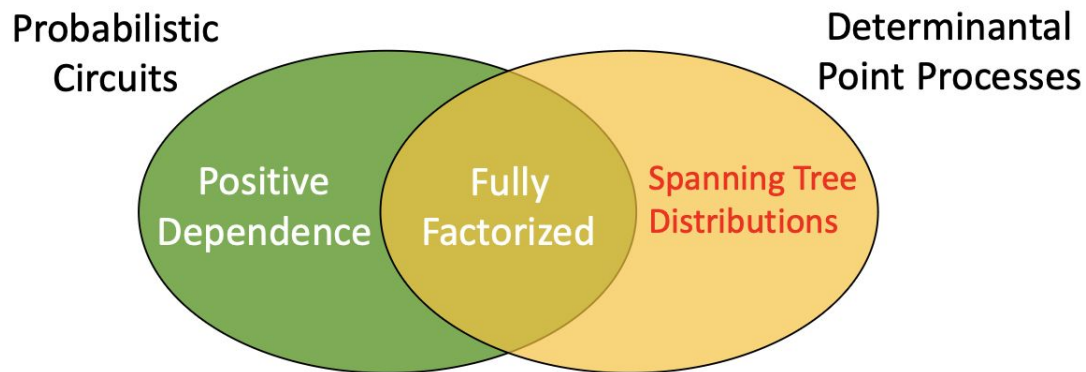 Probabilistic
Circuits
Determinantal
Point Processes
Positive
Dependence
Fully
Factorized
Spanning Tree
Distributions